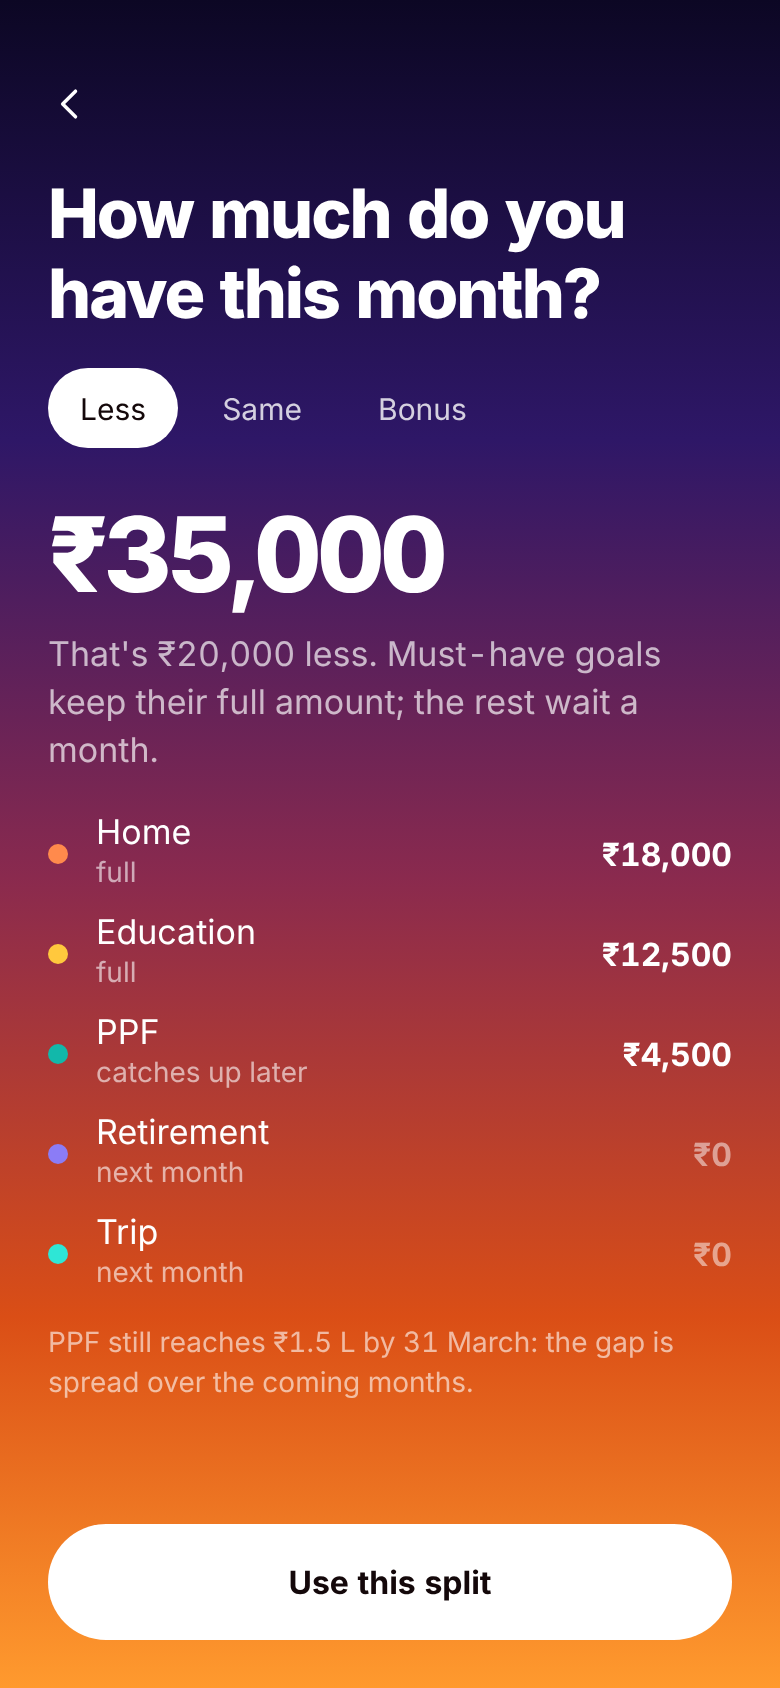 How much do you
have this month?
Less Same Bonus
₹35,000
That's ₹20,000 less. Must-have goals
keep their full amount; the rest wait a
month.
Home
full
₹18,000
Education
full
₹12,500
PPF
catches up later
₹4,500
Retirement
next month
₹0
Trip
next month
₹0
PPF still reaches ₹1.5 L by 31 March: the gap is
spread over the coming months.
Use this split